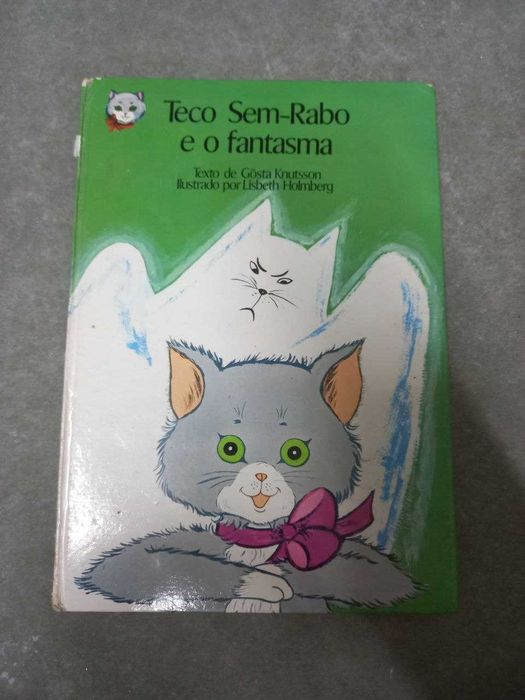 Teco Sem-Rabo
e o fantasma
Texto de Gösta Knutsson
Ilustrado por Lisbeth Holmberg